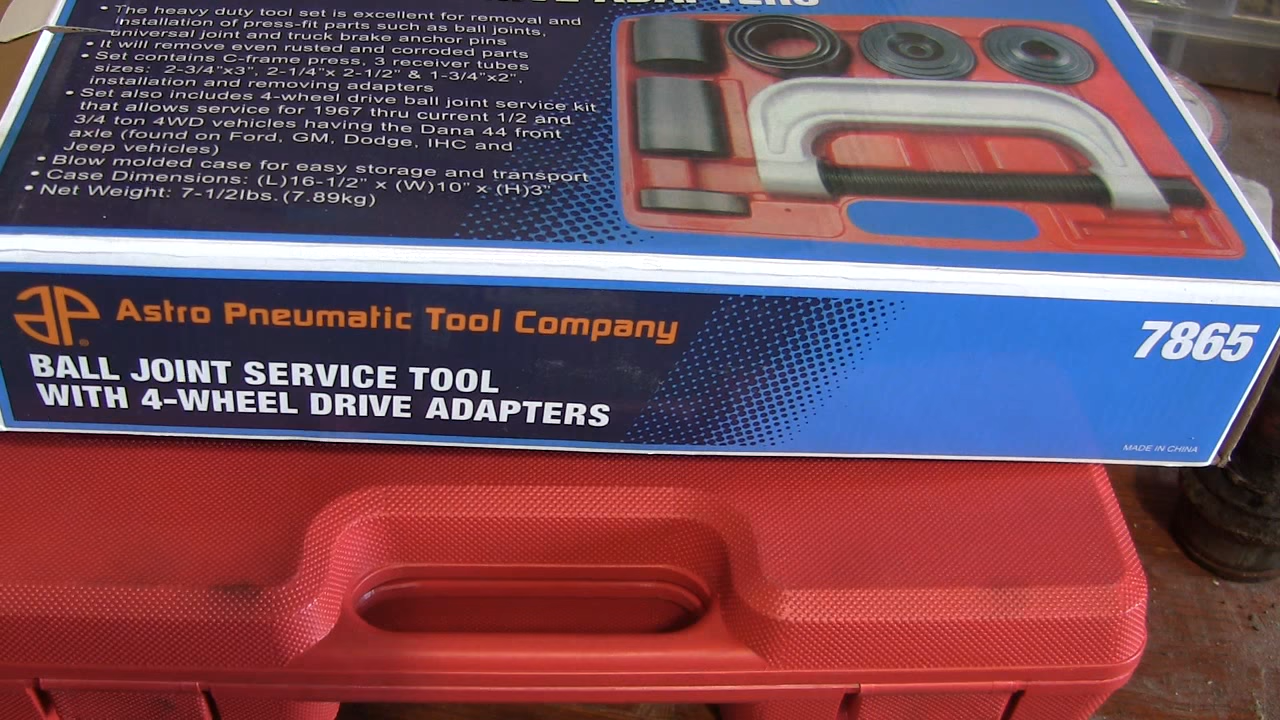 ADAPTERS
• The heavy duty tool set is excellent for removal and
installation of press-fit parts such as ball joints,
universal joint and truck brake anchor pins
• It will remove even rusted and corroded parts
• Set contains C-frame press, 3 receiver tubes
sizes: 2-3/4"x3", 2-1/4"x 2-1/2" & 1-3/4"x2",
installation and removing adapters
• Set also includes 4-wheel drive ball joint service kit
that allows service for 1967 thru current 1/2 and
3/4 ton 4WD vehicles having the Dana 44 front
axle (found on Ford, GM, Dodge, IHC and
Jeep vehicles)
• Blow molded case for easy storage and transport
• Case Dimensions: (L)16-1/2" x (W)10" x (H)3"
• Net Weight: 7-1/2lbs.(7.89kg)
AP® Astro Pneumatic Tool Company
BALL JOINT SERVICE TOOL
WITH 4-WHEEL DRIVE ADAPTERS
7865
MADE IN CHINA